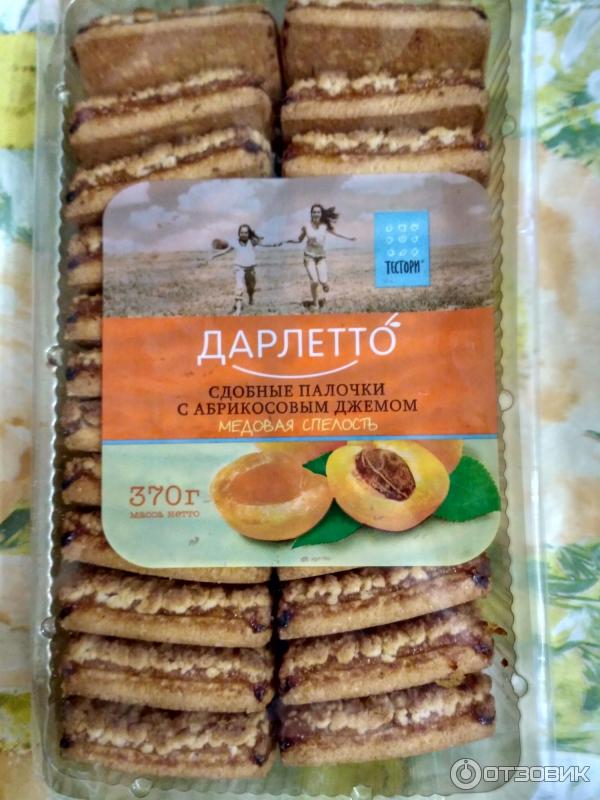 ТЕСТОРИ
ДАРЛЕТТО
СДОБНЫЕ ПАЛОЧКИ
С АБРИКОСОВЫМ ДЖЕМОМ
МЕДОВАЯ СПЕЛОСТЬ
370г
масса нетто
ОТЗОВИК